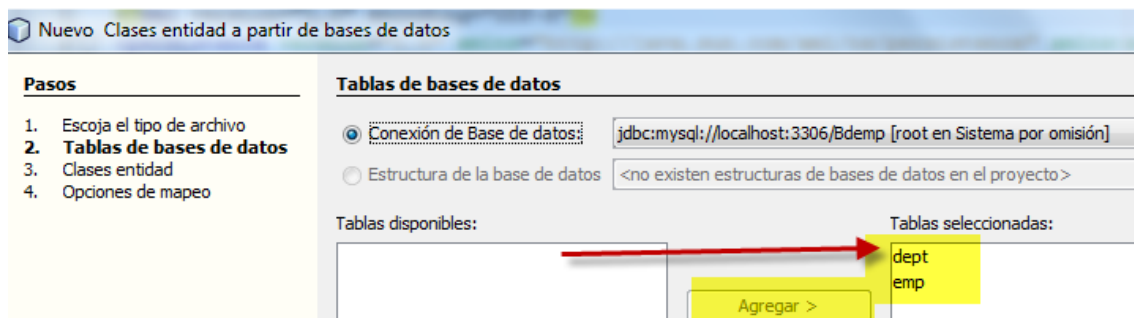 Nuevo Clases entidad a partir de bases de datos
Pasos
1. Escoja el tipo de archivo
2. Tablas de bases de datos
3. Clases entidad
4. Opciones de mapeo
Tablas de bases de datos
Conexión de Base de datos: jdbc:mysql://localhost:3306/Bdemp [root en Sistema por omisión]
Estructura de la base de datos <no existen estructuras de bases de datos en el proyecto>
Tablas disponibles: Tablas seleccionadas:
dept
emp
Agregar >